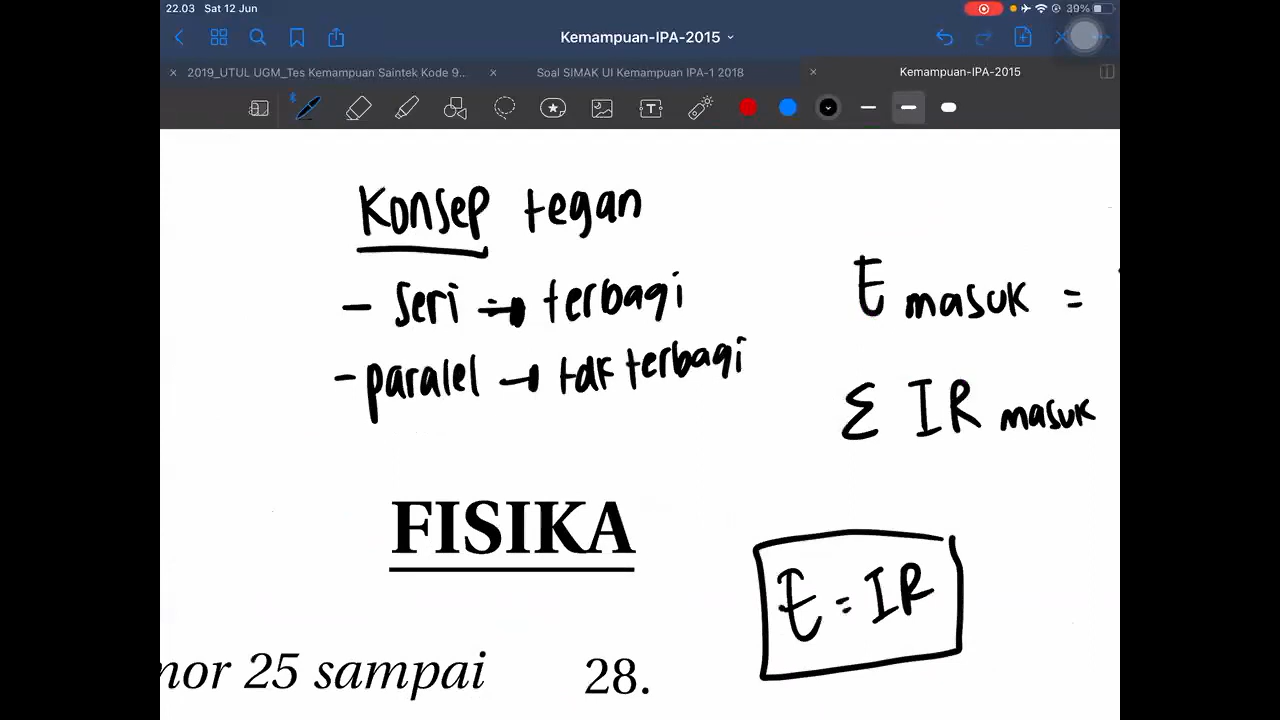 22.03 Sat 12 Jun
39%
Kemampuan-IPA-2015
2019_UTUL UGM_Tes Kemampuan Saintek Kode 9...
Soal SIMAK UI Kemampuan IPA-1 2018
Kemampuan-IPA-2015
Konsep tegan
- seri → terbagi
- paralel → tdk terbagi
E masuk =
Σ IR masuk
FISIKA
E = IR
nor 25 sampai
28.